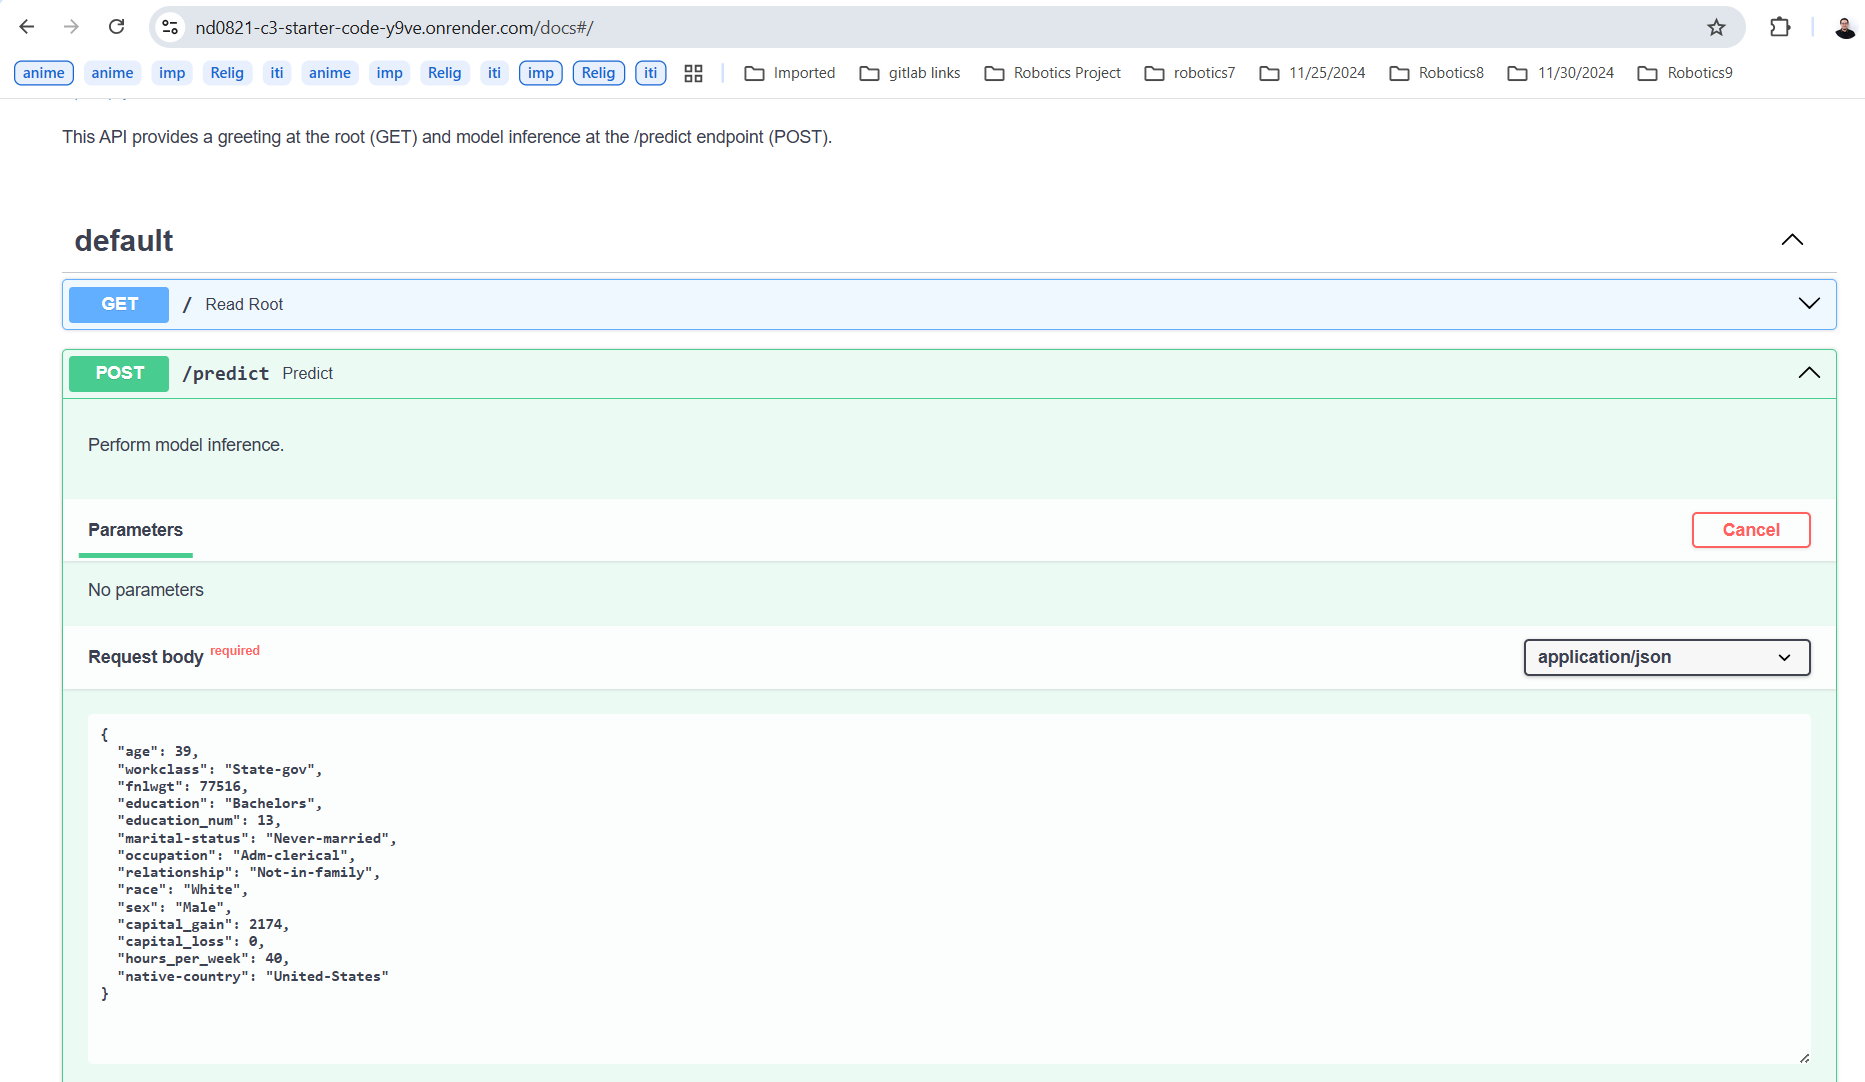 nd0821-c3-starter-code-y9ve.onrender.com/docs#/
anime anime imp Relig iti anime imp Relig iti imp Relig iti Imported gitlab links Robotics Project robotics7 11/25/2024 Robotics8 11/30/2024 Robotics9
This API provides a greeting at the root (GET) and model inference at the /predict endpoint (POST).
default
GET / Read Root
POST /predict Predict
Perform model inference.
Parameters Cancel
No parameters
Request body required application/json
{
"age": 39,
"workclass": "State-gov",
"fnlwgt": 77516,
"education": "Bachelors",
"education_num": 13,
"marital-status": "Never-married",
"occupation": "Adm-clerical",
"relationship": "Not-in-family",
"race": "White",
"sex": "Male",
"capital_gain": 2174,
"capital_loss": 0,
"hours_per_week": 40,
"native-country": "United-States"
}